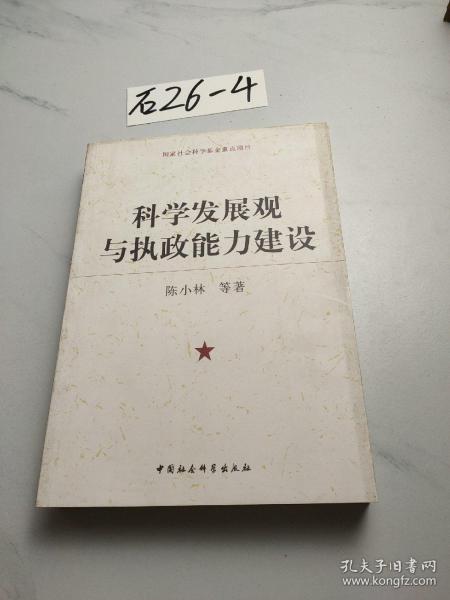 石26-4
国家社会科学基金重点项目
科学发展观
与执政能力建设
陈小林 等著
中国社会科学出版社
孔夫子旧书网
www.kongfz.com